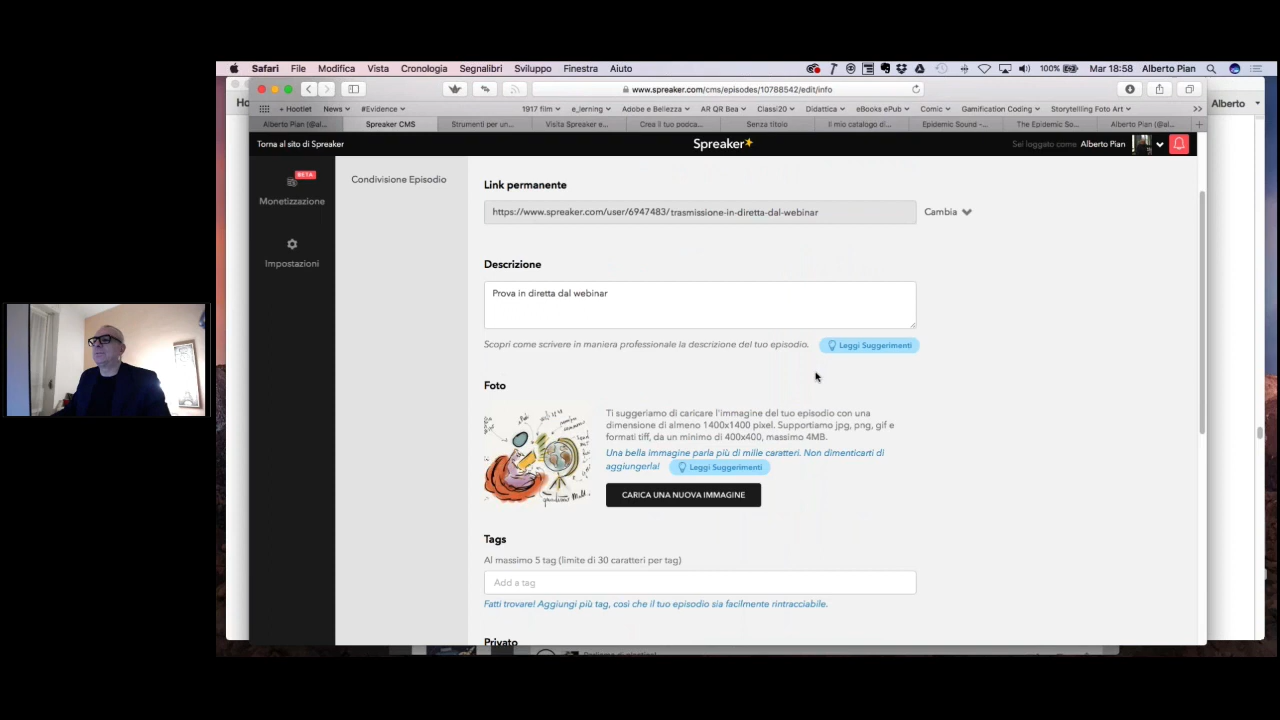 Safari File Modifica Vista Cronologia Segnalibri Sviluppo Finestra Aiuto 100% Mar 18:58 Alberto Pian
www.spreaker.com/cms/episodes/10788542/edit/info
Ho + Hootlet News #Evidence 1917 film e_lerning Adobe e Bellezza AR QR Bea Classi20 Didattica eBooks ePub Comic Gamification Coding Storytelling Foto Art Alberto
Alberto Pian (@al... Spreaker CMS Strumenti per un... Visita Spreaker e... Crea il tuo podca... Senza titolo Il mio catalogo di... Epidemic Sound –... The Epidemic So... Alberto Pian (@al...
Torna al sito di Spreaker Spreaker Sei loggato come Alberto Pian
BETA
Monetizzazione
Impostazioni
Condivisione Episodio
Link permanente
https://www.spreaker.com/user/6947483/trasmissione-in-diretta-dal-webinar Cambia
Descrizione
Prova in diretta dal webinar
Scopri come scrivere in maniera professionale la descrizione del tuo episodio. Leggi Suggerimenti
Foto
Ti suggeriamo di caricare l'immagine del tuo episodio con una
dimensione di almeno 1400x1400 pixel. Supportiamo jpg, png, gif e
formati tiff, da un minimo di 400x400, massimo 4MB.
Una bella immagine parla più di mille caratteri. Non dimenticarti di
aggiungerla! Leggi Suggerimenti
CARICA UNA NUOVA IMMAGINE
Tags
Al massimo 5 tag (limite di 30 caratteri per tag)
Add a tag
Fatti trovare! Aggiungi più tag, così che il tuo episodio sia facilmente rintracciabile.
Privato